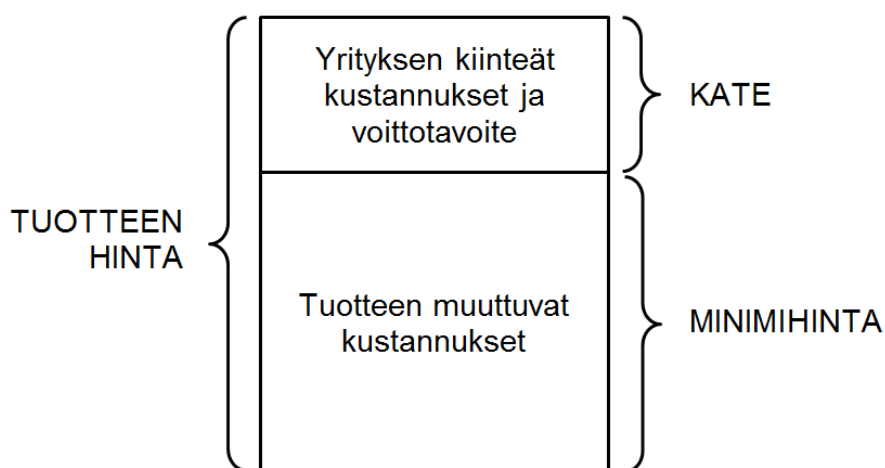 Yrityksen kiinteät
kustannukset ja
voittotavoite
KATE
TUOTTEEN
HINTA
Tuotteen muuttuvat
kustannukset
MINIMIHINTA